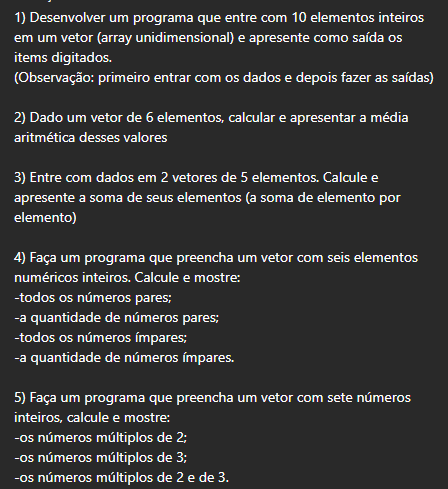 1) Desenvolver um programa que entre com 10 elementos inteiros
em um vetor (array unidimensional) e apresente como saída os
items digitados.
(Observação: primeiro entrar com os dados e depois fazer as saídas)
2) Dado um vetor de 6 elementos, calcular e apresentar a média
aritmética desses valores
3) Entre com dados em 2 vetores de 5 elementos. Calcule e
apresente a soma de seus elementos (a soma de elemento por
elemento)
4) Faça um programa que preencha um vetor com seis elementos
numéricos inteiros. Calcule e mostre:
-todos os números pares;
-a quantidade de números pares;
-todos os números ímpares;
-a quantidade de números ímpares.
5) Faça um programa que preencha um vetor com sete números
inteiros, calcule e mostre:
-os números múltiplos de 2;
-os números múltiplos de 3;
-os números múltiplos de 2 e de 3.